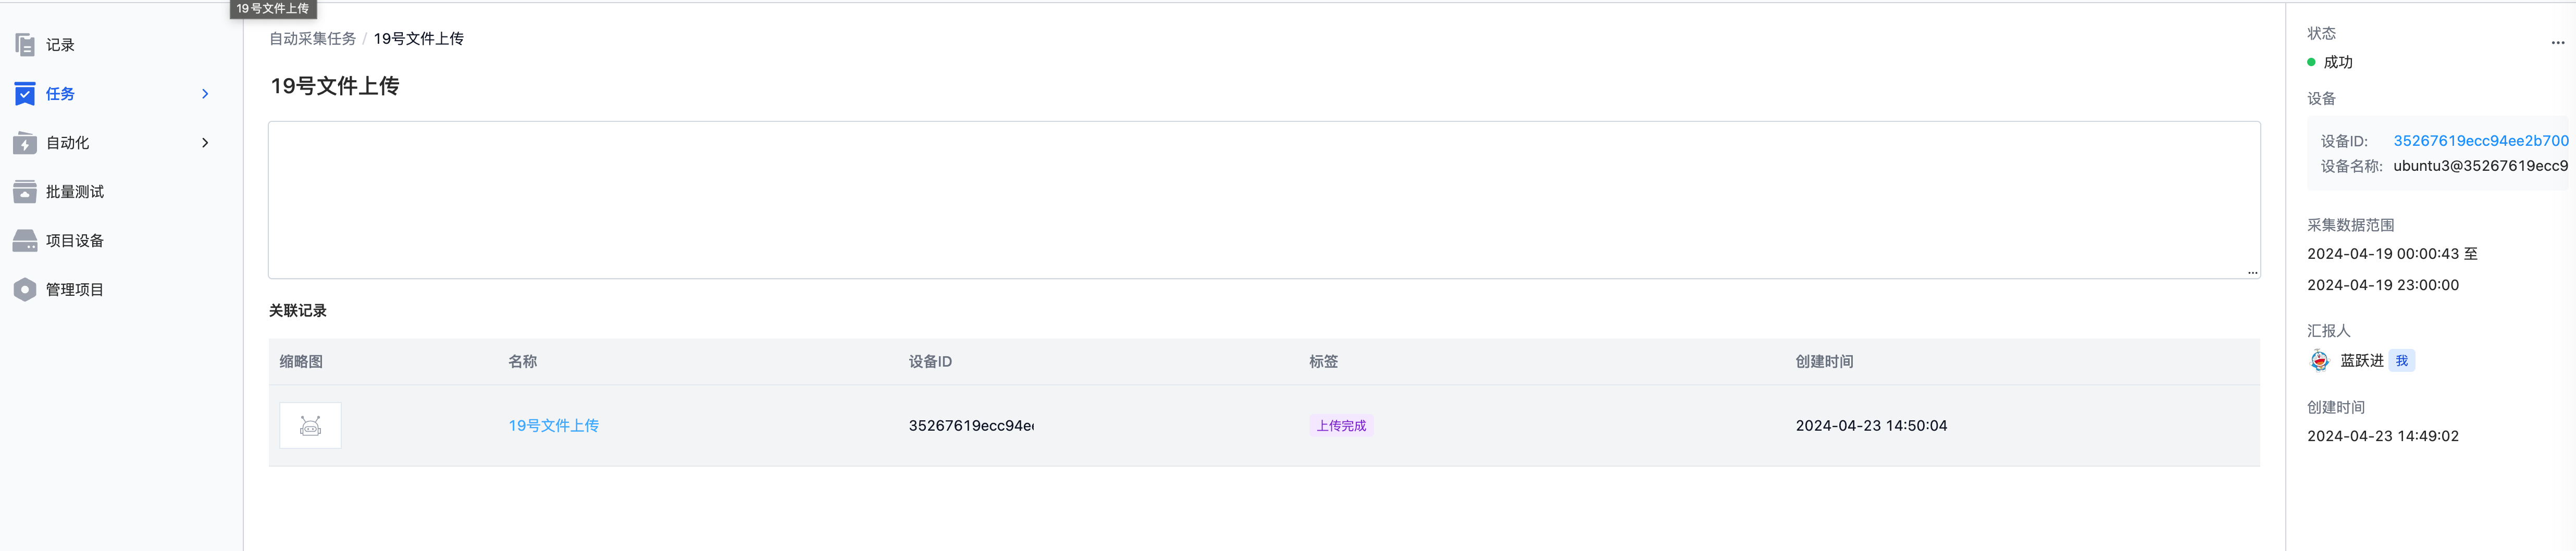 19号文件上传
记录
任务
自动化
批量测试
项目设备
管理项目
自动采集任务 / 19号文件上传
19号文件上传
...
关联记录
缩略图 名称 设备ID 标签 创建时间
19号文件上传 35267619ecc94e 上传完成 2024-04-23 14:50:04
...
状态
成功
设备
设备ID: 35267619ecc94ee2b700
设备名称: ubuntu3@35267619ecc9
采集数据范围
2024-04-19 00:00:43 至
2024-04-19 23:00:00
汇报人
蓝跃进 我
创建时间
2024-04-23 14:49:02